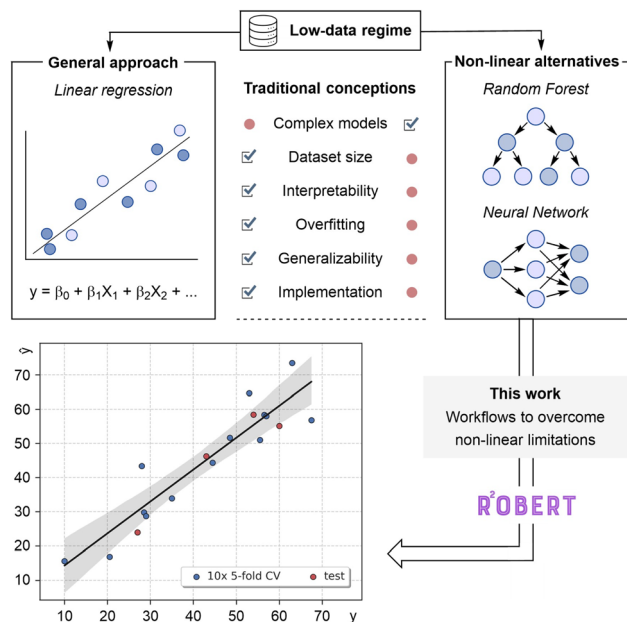 Low-data regime
General approach
Linear regression
y = β₀ + β₁X₁ + β₂X₂ + ...
Traditional conceptions
Complex models
Dataset size
Interpretability
Overfitting
Generalizability
Implementation
Non-linear alternatives
Random Forest
Neural Network
This work
Workflows to overcome
non-linear limitations
R²OBERT
ŷ
70
60
50
40
30
20
10
10x 5-fold CV test
10 20 30 40 50 60 70 y